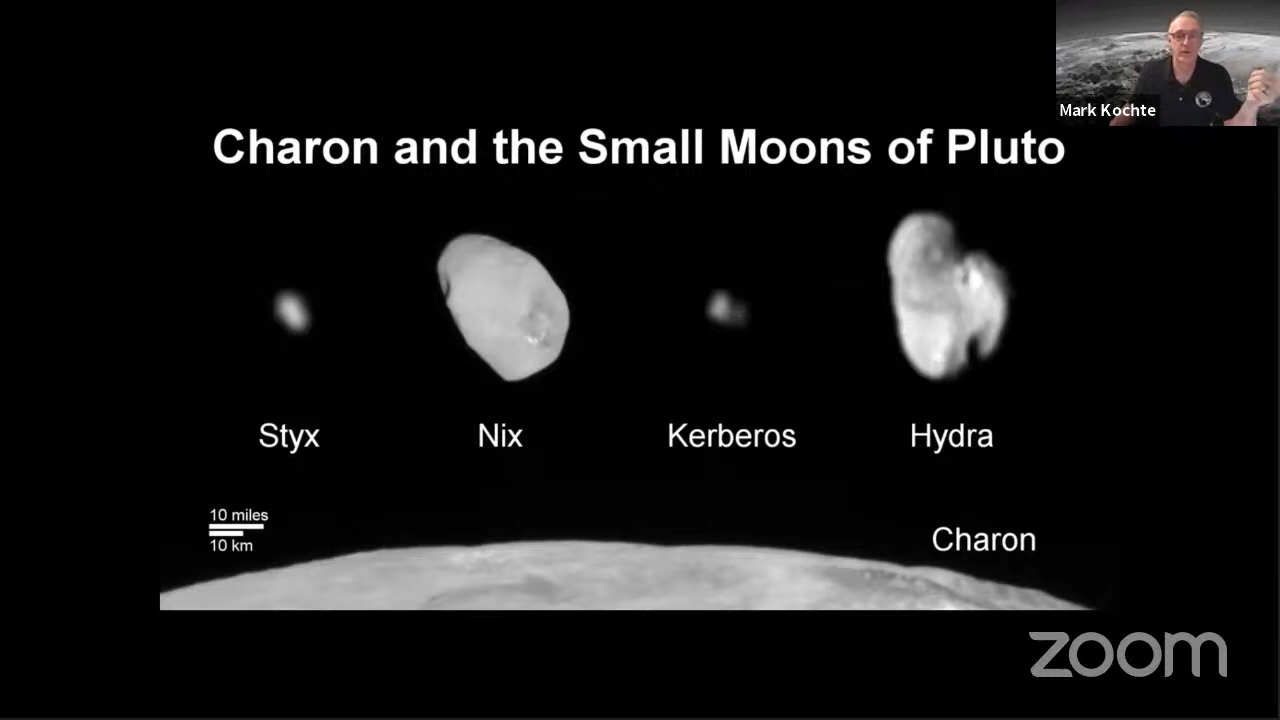 Mark Kochte
Charon and the Small Moons of Pluto
Styx
Nix
Kerberos
Hydra
10 miles
10 km
Charon
zoom